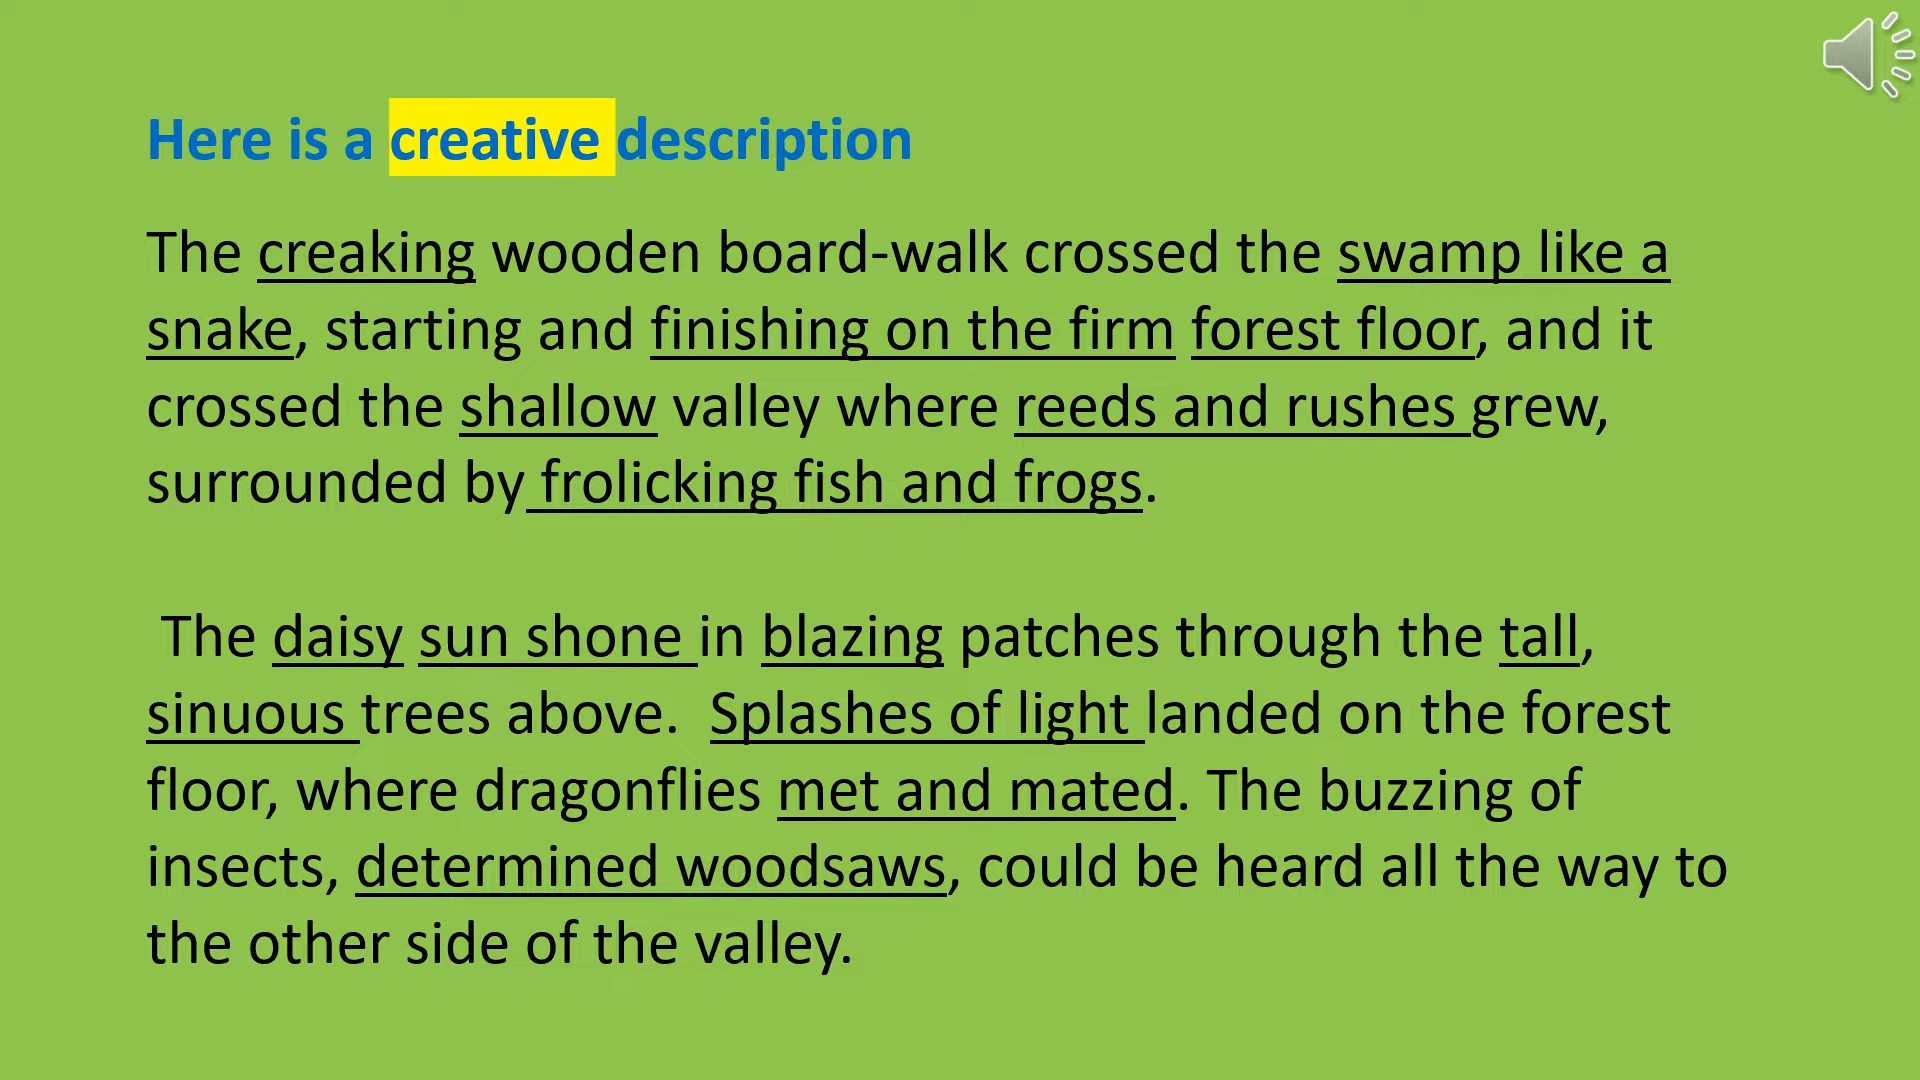 Here is a creative description
The creaking wooden board-walk crossed the swamp like a
snake, starting and finishing on the firm forest floor, and it
crossed the shallow valley where reeds and rushes grew,
surrounded by frolicking fish and frogs.
The daisy sun shone in blazing patches through the tall,
sinuous trees above. Splashes of light landed on the forest
floor, where dragonflies met and mated. The buzzing of
insects, determined woodsaws, could be heard all the way to
the other side of the valley.